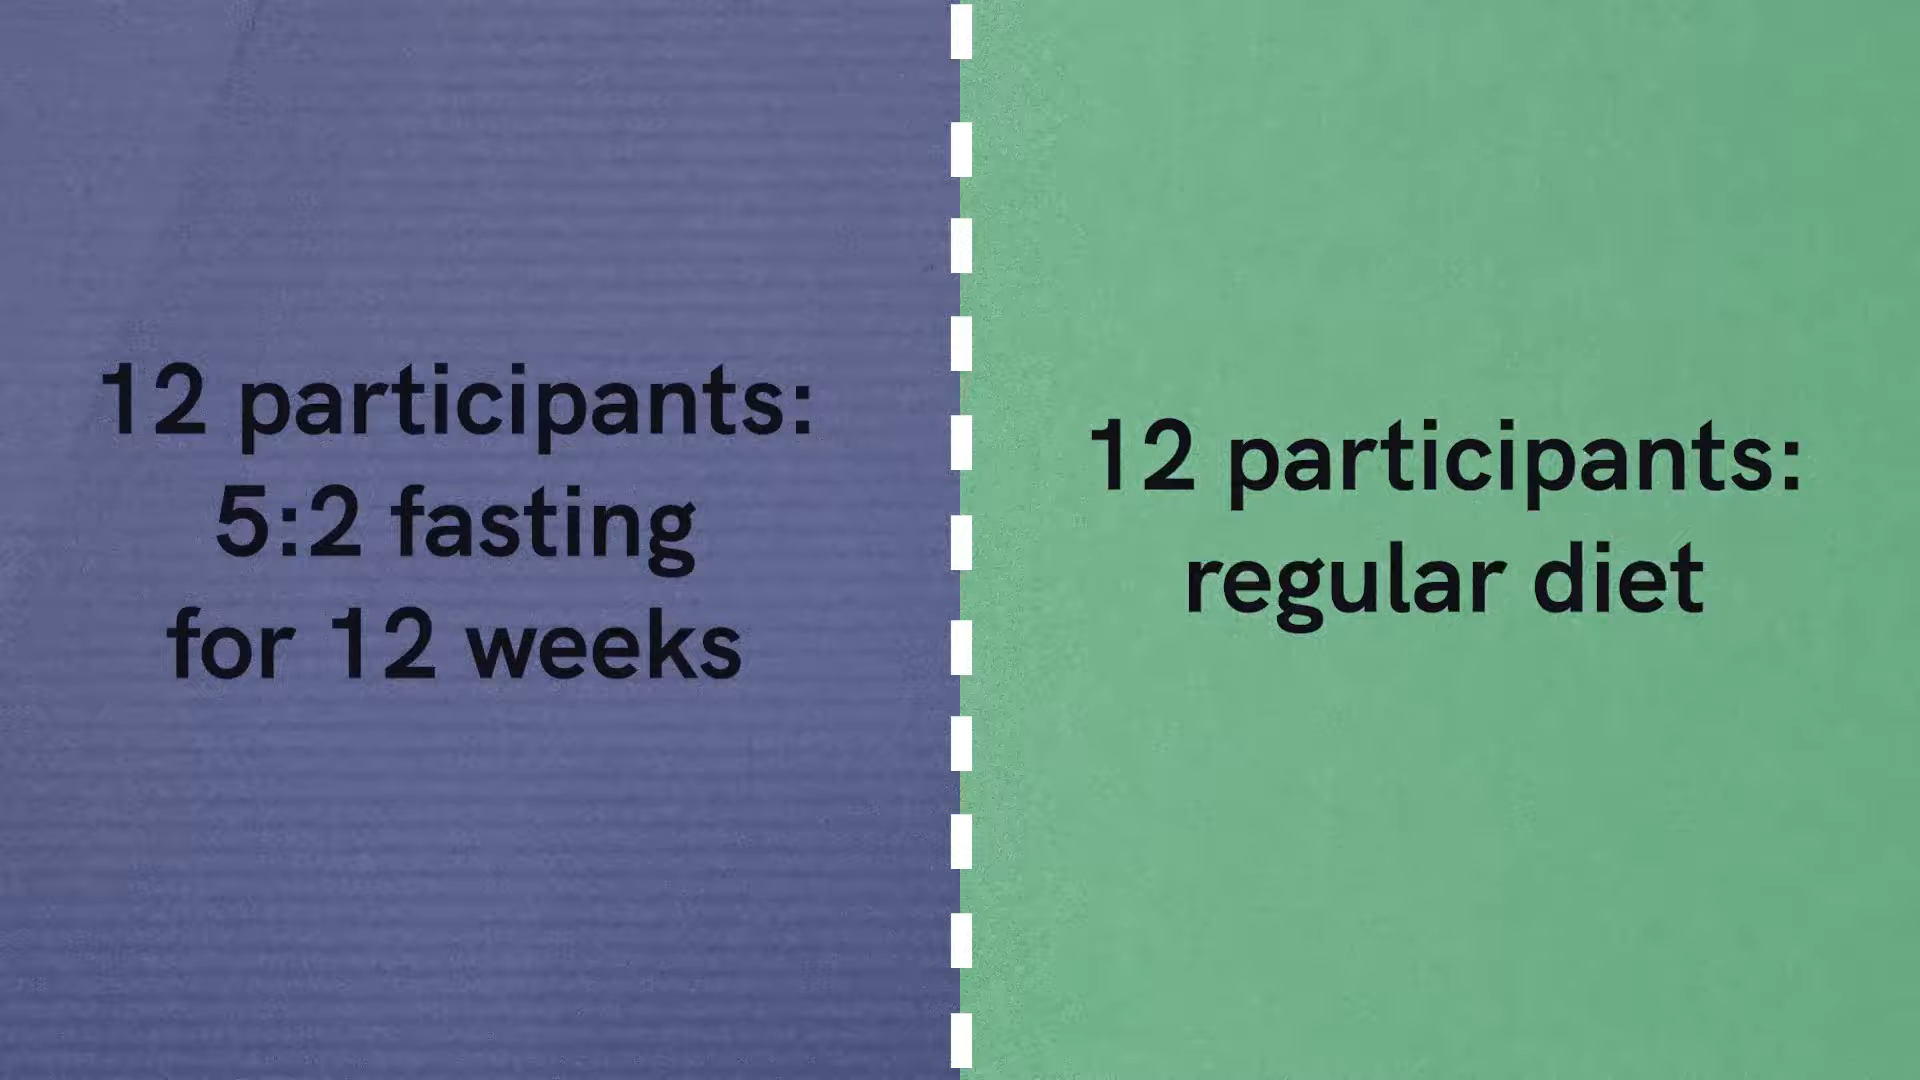 12 participants:
5:2 fasting
for 12 weeks
12 participants:
regular diet